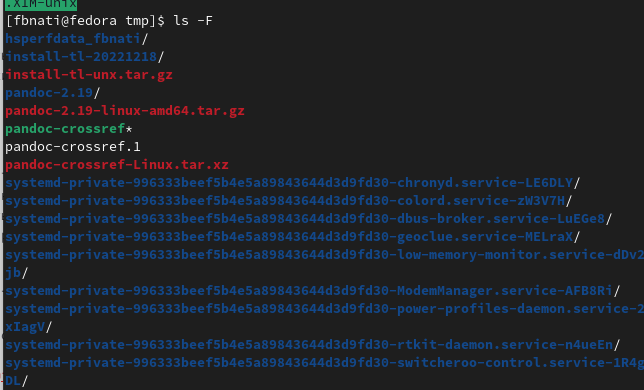 .XIM-unix
[fbnati@fedora tmp]$ ls -F
hsperfdata_fbnati/
install-tl-20221218/
install-tl-unx.tar.gz
pandoc-2.19/
pandoc-2.19-linux-amd64.tar.gz
pandoc-crossref*
pandoc-crossref.1
pandoc-crossref-Linux.tar.xz
systemd-private-996333beef5b4e5a89843644d3d9fd30-chronyd.service-LE6DLY/
systemd-private-996333beef5b4e5a89843644d3d9fd30-colord.service-zW3V7H/
systemd-private-996333beef5b4e5a89843644d3d9fd30-dbus-broker.service-LuEGe8/
systemd-private-996333beef5b4e5a89843644d3d9fd30-geoclue.service-MELraX/
systemd-private-996333beef5b4e5a89843644d3d9fd30-low-memory-monitor.service-dDv2
jb/
systemd-private-996333beef5b4e5a89843644d3d9fd30-ModemManager.service-AFB8Ri/
systemd-private-996333beef5b4e5a89843644d3d9fd30-power-profiles-daemon.service-2
xIagV/
systemd-private-996333beef5b4e5a89843644d3d9fd30-rtkit-daemon.service-n4ueEn/
systemd-private-996333beef5b4e5a89843644d3d9fd30-switcheroo-control.service-1R4g
DL/